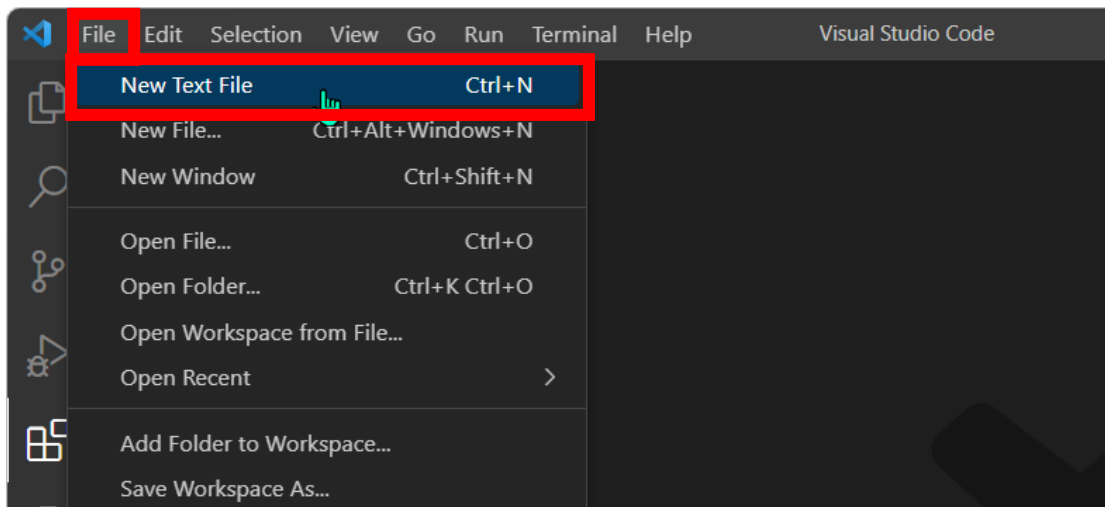 File Edit Selection View Go Run Terminal Help Visual Studio Code
New Text File Ctrl+N
New File... Ctrl+Alt+Windows+N
New Window Ctrl+Shift+N
Open File... Ctrl+O
Open Folder... Ctrl+K Ctrl+O
Open Workspace from File...
Open Recent
Add Folder to Workspace...
Save Workspace As...